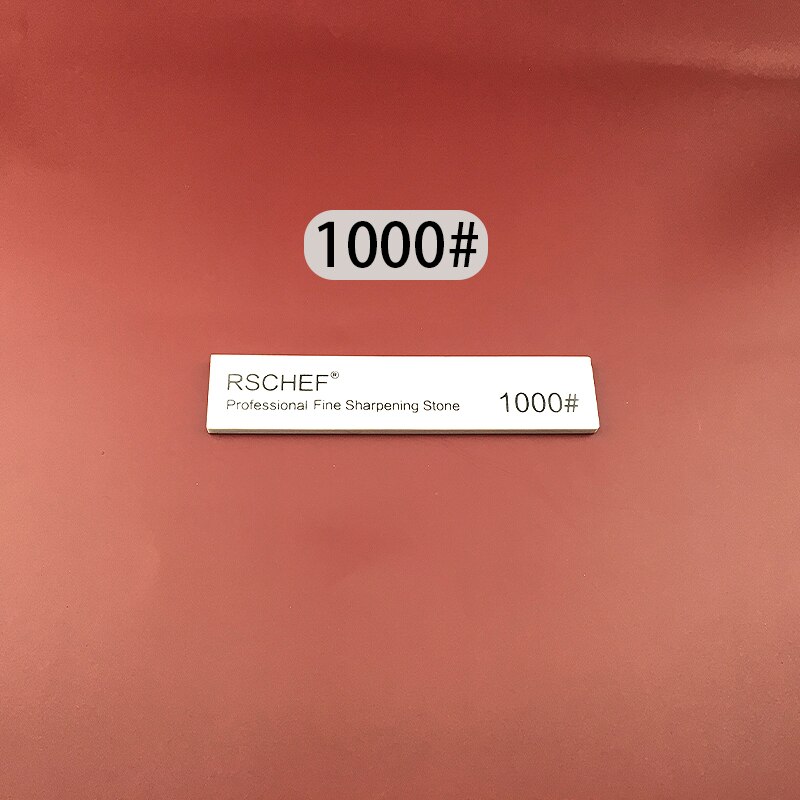 1000#
RSCHEF®
Professional Fine Sharpening Stone
1000#